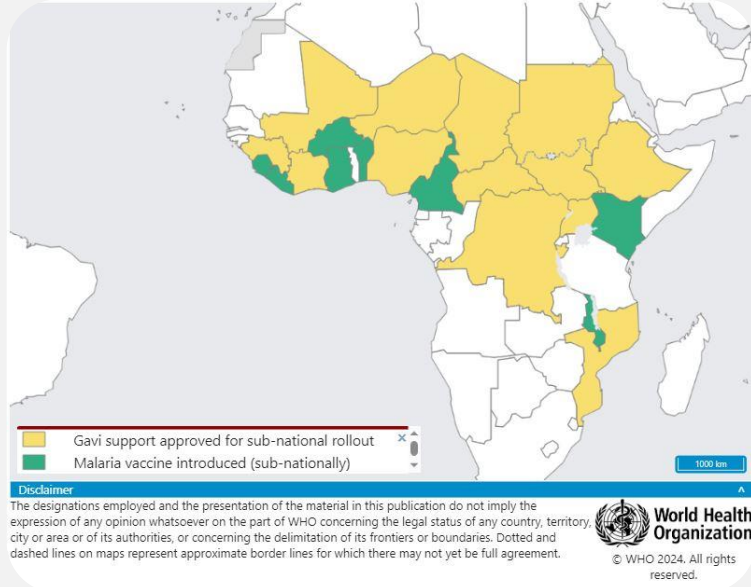 Gavi support approved for sub-national rollout
Malaria vaccine introduced (sub-nationally)
1000 km
Disclaimer
The designations employed and the presentation of the material in this publication do not imply the
expression of any opinion whatsoever on the part of WHO concerning the legal status of any country, territory,
city or area or of its authorities, or concerning the delimitation of its frontiers or boundaries. Dotted and
dashed lines on maps represent approximate border lines for which there may not yet be full agreement.
World Health
Organization
© WHO 2024. All rights
reserved.